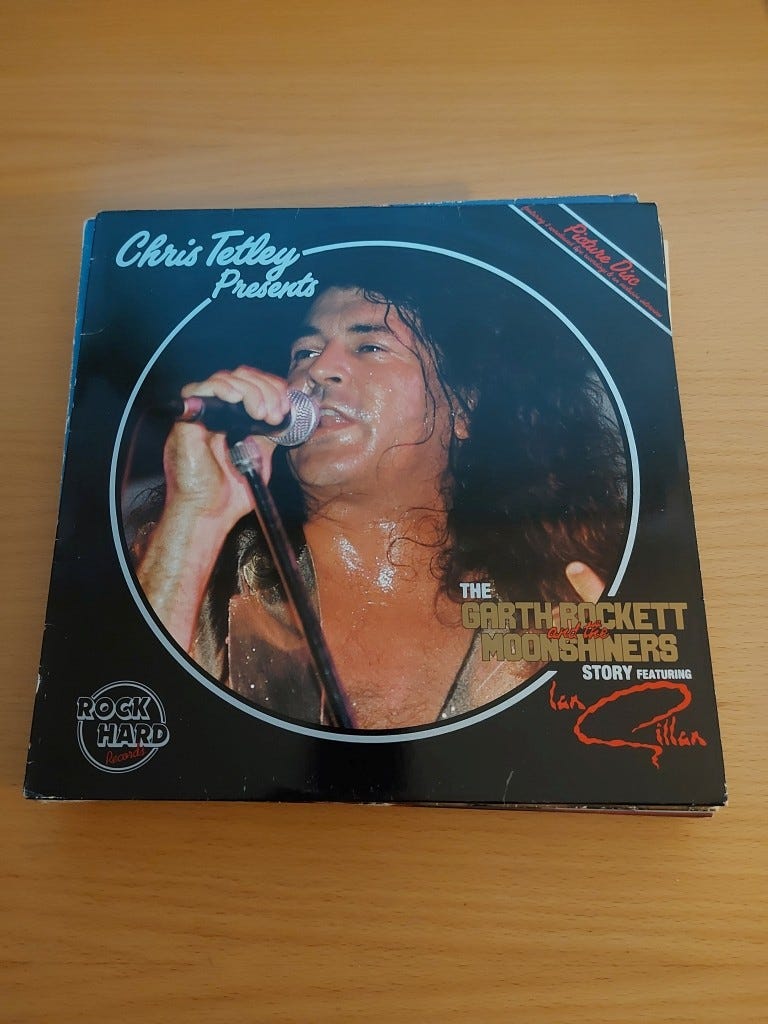 Chris Tetley
Presents
Picture Disc
THE
GARTH ROCKETT
and the
MOONSHINERS
STORY FEATURING
Ian Gillan
ROCK
HARD
Records